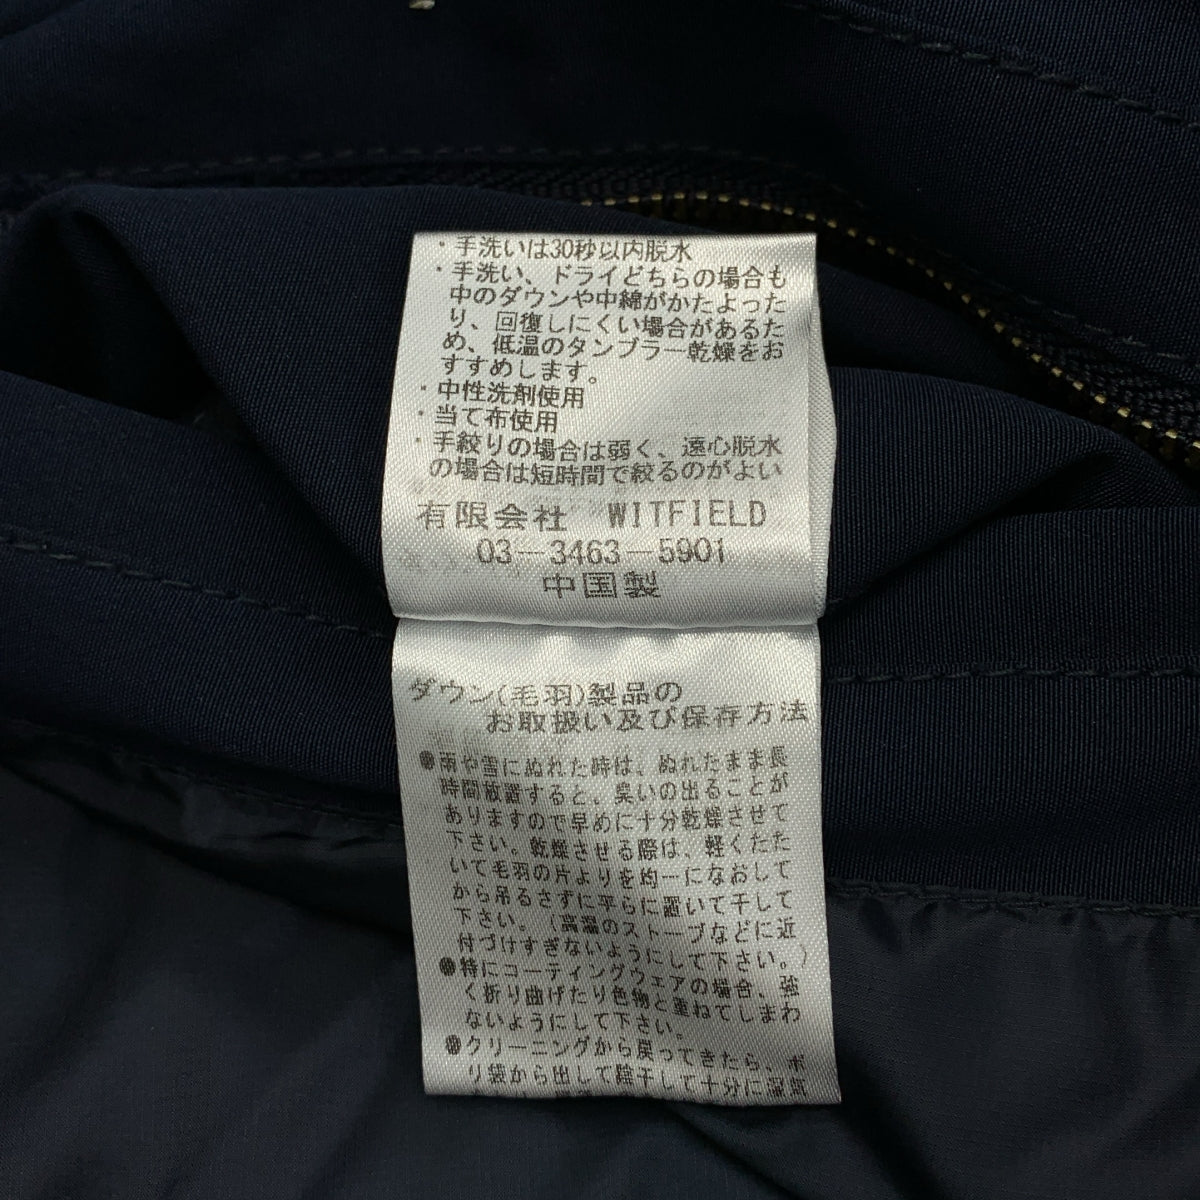 ・手洗いは30秒以内脱水
・手洗い、ドライどちらの場合も
中のダウンや中綿がかたよった
り、回復しにくい場合があるた
め、低温のタンブラー乾燥をお
すすめします。
・中性洗剤使用
・当て布使用
・手絞りの場合は弱く、遠心脱水
の場合は短時間で絞るのがよい
有限会社 WITFIELD
03-3463-5901
中国製
ダウン(毛羽)製品の
お取扱い及び保存方法
●雨や雪にぬれた時は、ぬれたまま長
時間放置すると、臭いの出ることが
ありますので早めに十分乾燥させて
下さい。乾燥させる際は、軽くたた
いて毛羽の片よりを均一になおして
から吊るさずに平らに置いて干して
下さい。(高温のストーブなどに近
付づけすぎないようにして下さい。)
●特にコーティングウェアの場合、強
く折り曲げたり色物と重ねてしまわ
ないようにして下さい。
●クリーニングから戻ってきたら、ポ
リ袋から出して陰干して十分に湿気